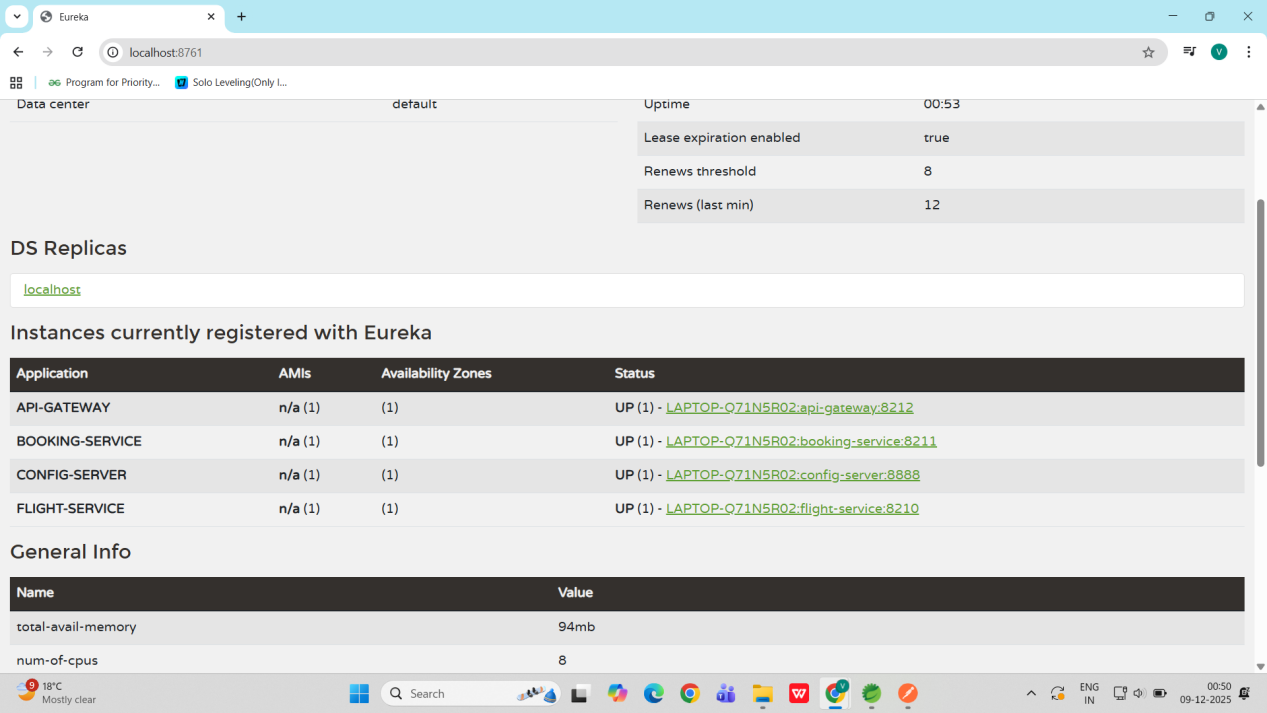 Eureka
localhost:8761
V
Program for Priority...
Solo Leveling(Only I...
Data center default
Uptime 00:53
Lease expiration enabled true
Renews threshold 8
Renews (last min) 12
DS Replicas
localhost
Instances currently registered with Eureka
Application AMIs Availability Zones Status
API-GATEWAY n/a (1) (1) UP (1) - LAPTOP-Q71N5R02:api-gateway:8212
BOOKING-SERVICE n/a (1) (1) UP (1) - LAPTOP-Q71N5R02:booking-service:8211
CONFIG-SERVER n/a (1) (1) UP (1) - LAPTOP-Q71N5R02:config-server:8888
FLIGHT-SERVICE n/a (1) (1) UP (1) - LAPTOP-Q71N5R02:flight-service:8210
General Info
Name Value
total-avail-memory 94mb
num-of-cpus 8
9
18°C
Mostly clear
Search
V
ENG
IN
00:50
09-12-2025